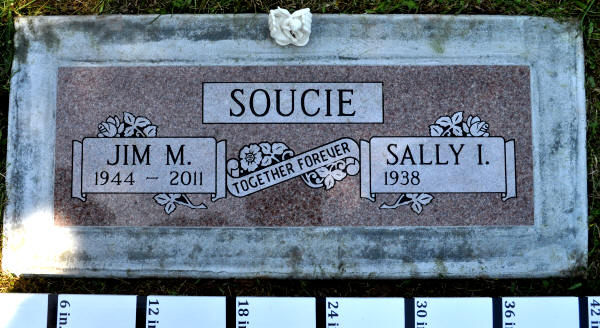 SOUCIE
JIM M.
1944 - 2011
TOGETHER FOREVER
SALLY I.
1938
6 in. 12 in. 18 in. 24 in. 30 in. 36 in. 42 in